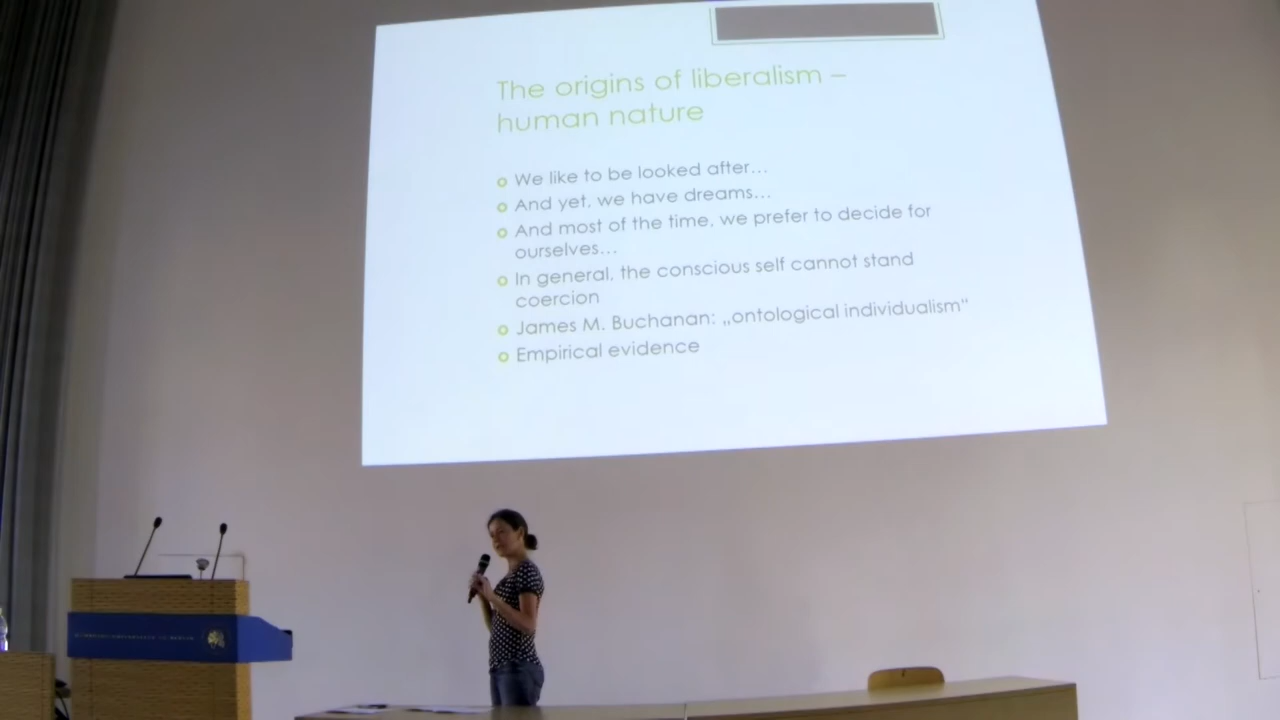 The origins of liberalism –
human nature
We like to be looked after...
And yet, we have dreams...
And most of the time, we prefer to decide for
ourselves...
In general, the conscious self cannot stand
coercion
James M. Buchanan: „ontological individualism"
Empirical evidence